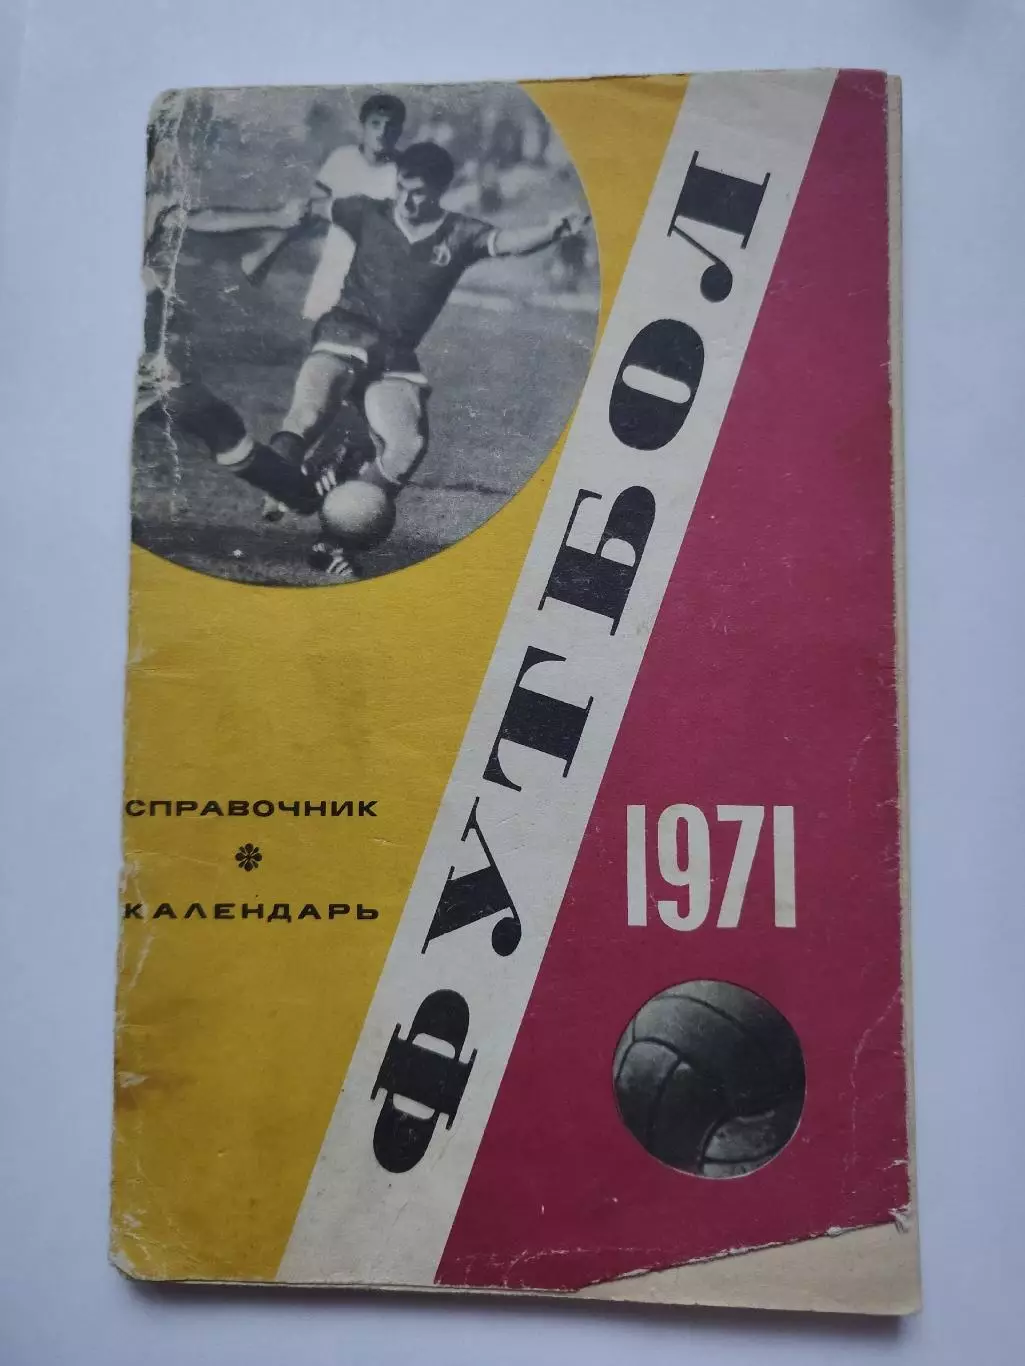 ФУТБОЛ
СПРАВОЧНИК
КАЛЕНДАРЬ
1971